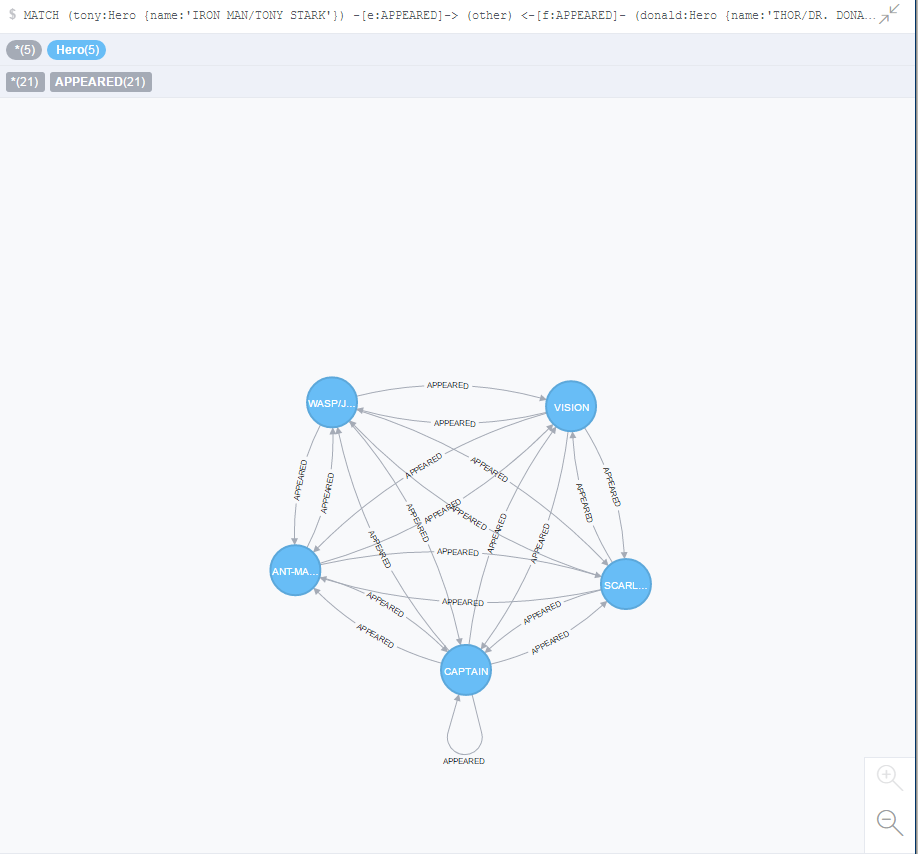 $ MATCH (tony:Hero {name:'IRON MAN/TONY STARK'}) -[e:APPEARED]-> (other) <-[f:APPEARED]- (donald:Hero {name:'THOR/DR. DONA...
*(5) Hero(5)
*(21) APPEARED(21)
APPEARED
WASP/J...
VISION
APPEARED
APPEARED
APPEARED
APPEARED
APPEARED
APPEARED
APPEARED
APPEARED
APPEARED
APPEARED
APPEARED
APPEARED
APPEARED
APPEARED
ANT-MA...
SCARL...
APPEARED
APPEARED
APPEARED
APPEARED
APPEARED
CAPTAIN
APPEARED